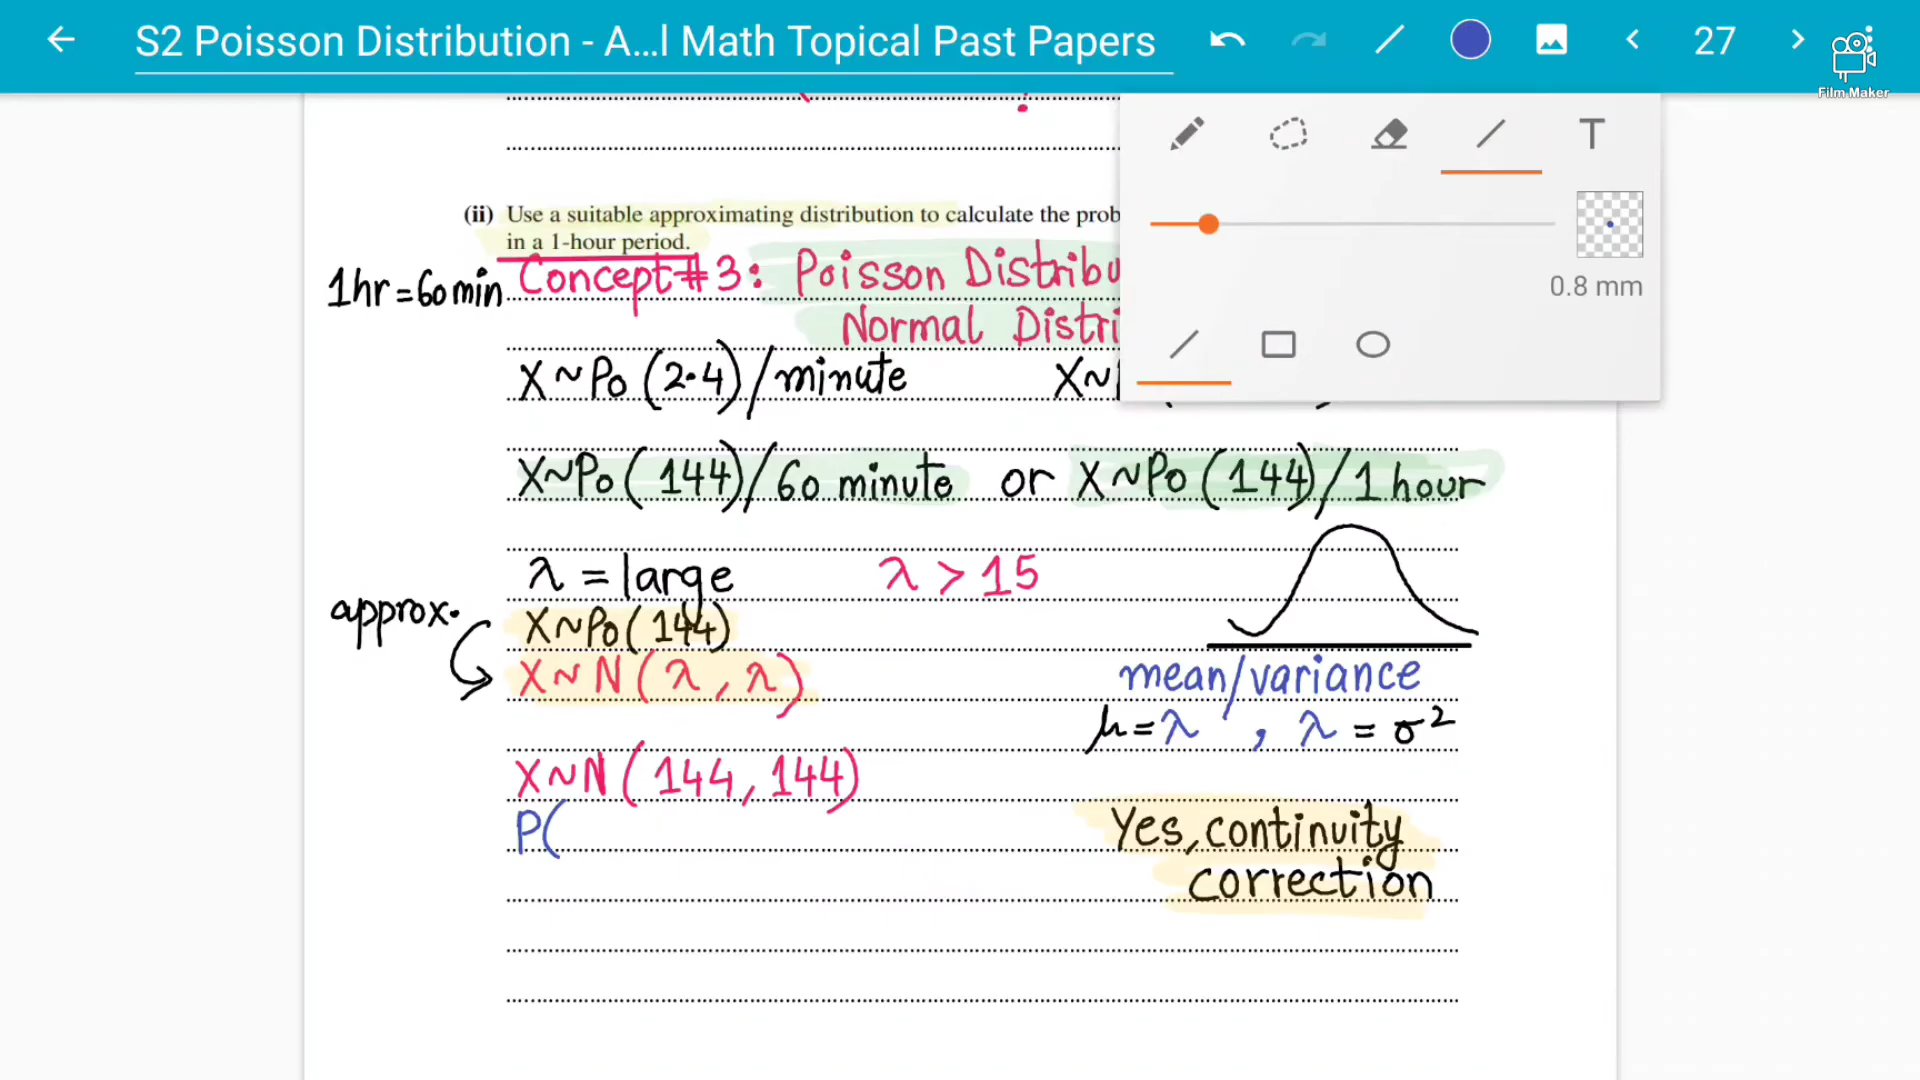 S2 Poisson Distribution - A...l Math Topical Past Papers
27
Film Maker
(ii) Use a suitable approximating distribution to calculate the prob
in a 1-hour period.
0.8 mm
T
1hr = 60 min
Concept # 3: Poisson Distribu
Normal Distri
X ~ Po (2.4) / minute
X ~
X~Po (144) / 60 minute or X ~ Po (144) / 1 hour
λ = large
λ > 15
approx.
X~Po (144)
X ~ N (λ, λ)
mean/variance
μ = λ , λ = σ²
X ~ N (144, 144)
P(
Yes, continuity
correction